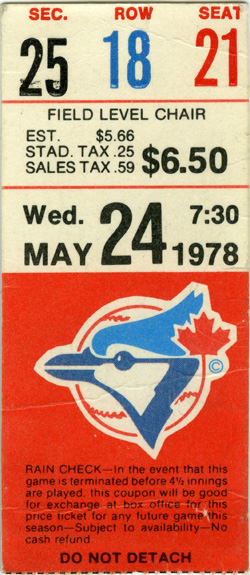 SEC. ROW SEAT
25 18 21
FIELD LEVEL CHAIR
EST. $5.66
STAD. TAX .25
SALES TAX .59
$6.50
Wed. 7:30
MAY 24 1978
©
RAIN CHECK—In the event that this
game is terminated before 4½ innings
are played, this coupon will be good
for exchange at box office for this
price ticket for any future game this
season—Subject to availability—No
cash refund.
DO NOT DETACH